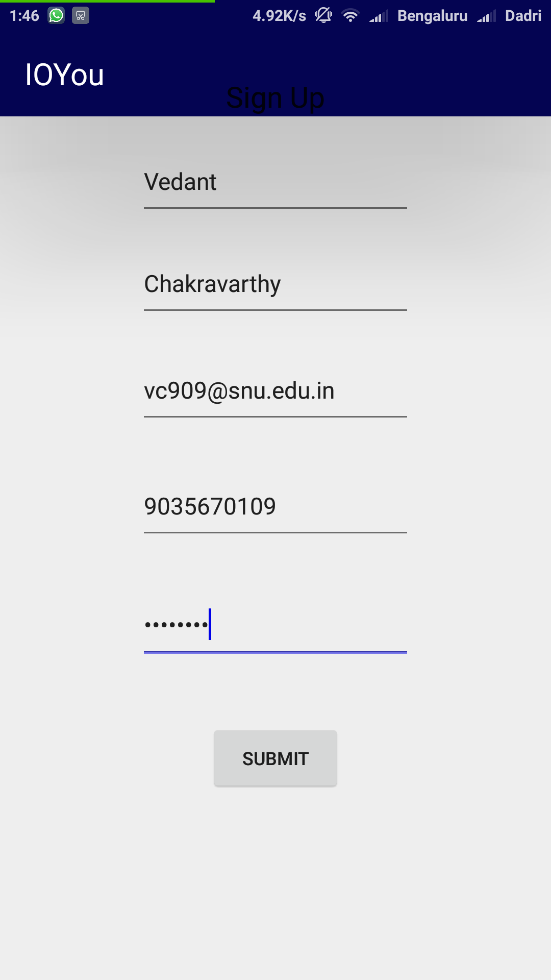 1:46 4.92K/s Bengaluru Dadri
IOYou
Sign Up
Vedant
Chakravarthy
vc909@snu.edu.in
9035670109
••••••••
SUBMIT